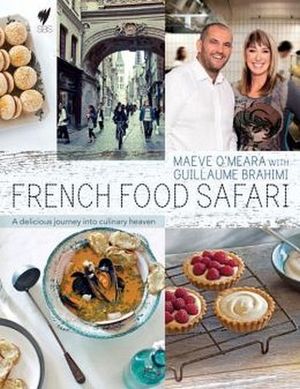 SBS
MAEVE O'MEARA WITH
GUILLAUME BRAHIMI
FRENCH FOOD SAFARI
A delicious journey into culinary heaven